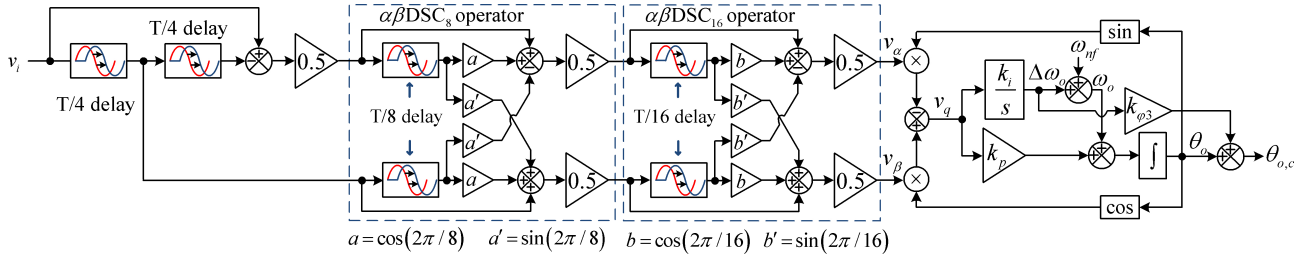 T/4 delay
αβDSC₈ operator
αβDSC₁₆ operator
sin
v_i
0.5
a
a'
T/8 delay
a'
a
0.5
0.5
b
b'
T/16 delay
b'
b
0.5
0.5
v_α
v_β
v_q
k_i
s
Δω_o
ω_nf
ω_o
k_φ3
k_p
∫
θ_o
θ_o,c
T/4 delay
cos
a = cos(2π/8) a' = sin(2π/8) b = cos(2π/16) b' = sin(2π/16)